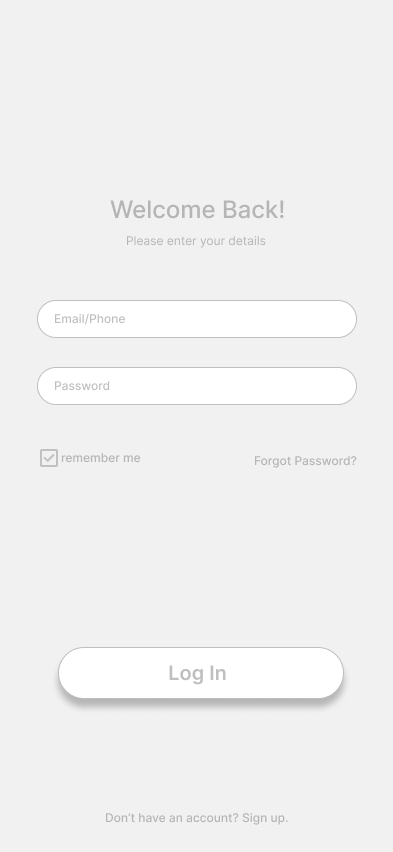 Welcome Back!
Please enter your details
Email/Phone
Password
remember me
Forgot Password?
Log In
Don't have an account? Sign up.